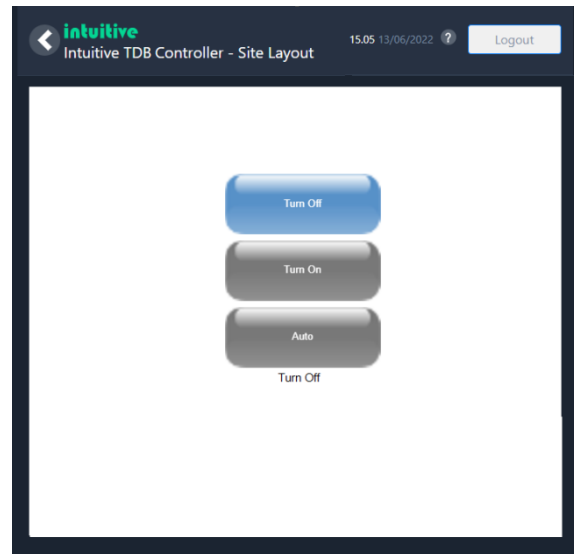 intuitive
Intuitive TDB Controller - Site Layout
15.05 13/06/2022 ? Logout
Turn Off
Turn On
Auto
Turn Off